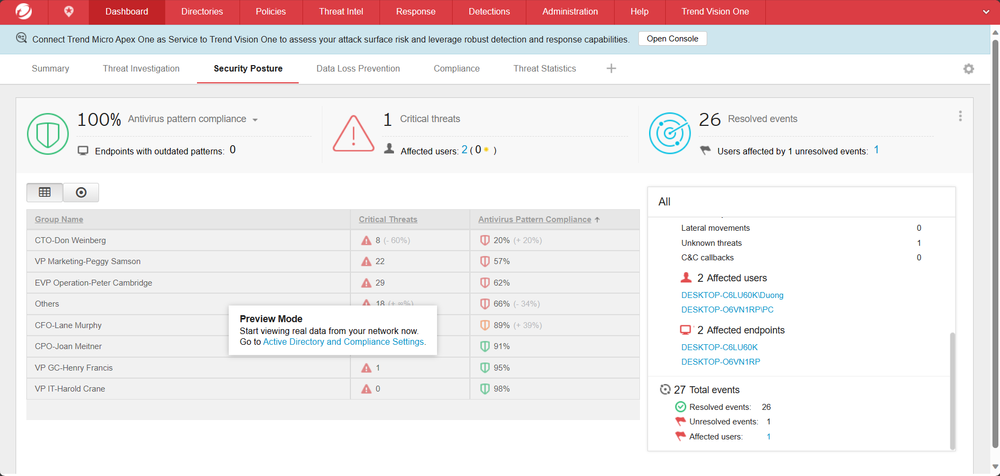 Dashboard
Directories
Policies
Threat Intel
Response
Detections
Administration
Help
Trend Vision One
Connect Trend Micro Apex One as Service to Trend Vision One to assess your attack surface risk and leverage robust detection and response capabilities.
Open Console
Summary
Threat Investigation
Security Posture
Data Loss Prevention
Compliance
Threat Statistics
100% Antivirus pattern compliance
Endpoints with outdated patterns: 0
1 Critical threats
Affected users: 2 ( 0 )
26 Resolved events
Users affected by 1 unresolved events: 1
Group Name Critical Threats Antivirus Pattern Compliance
CTO-Don Weinberg 8 (- 60%) 20% (+ 20%)
VP Marketing-Peggy Samson 22 57%
EVP Operation-Peter Cambridge 29 62%
Others 18 (+ ∞%) 66% (- 34%)
CFO-Lane Murphy 89% (+ 39%)
CPO-Joan Meitner 91%
VP GC-Henry Francis 1 95%
VP IT-Harold Crane 0 98%
Preview Mode
Start viewing real data from your network now.
Go to Active Directory and Compliance Settings.
All
Lateral movements 0
Unknown threats 1
C&C callbacks 0
2 Affected users
DESKTOP-C6LU60K\Duong
DESKTOP-O6VN1RP\PC
2 Affected endpoints
DESKTOP-C6LU60K
DESKTOP-O6VN1RP
27 Total events
Resolved events: 26
Unresolved events: 1
Affected users: 1